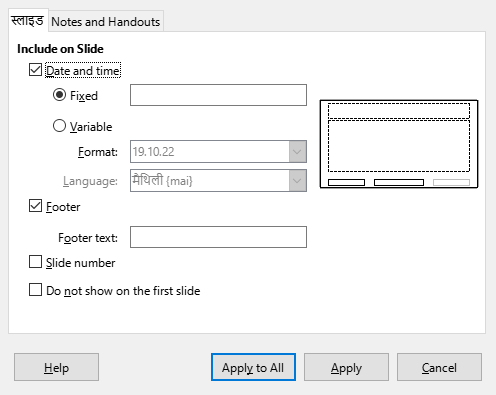 स्लाइड Notes and Handouts
Include on Slide
Date and time
Fixed
Variable
Format: 19.10.22
Language: मैथिली {mai}
Footer
Footer text:
Slide number
Do not show on the first slide
Help Apply to All Apply Cancel